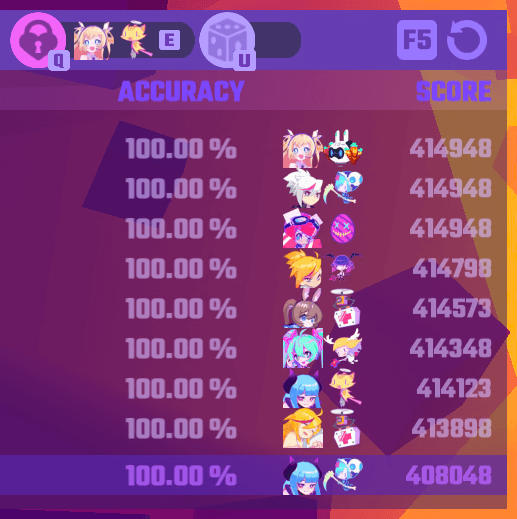 Q E U F5
ACCURACY SCORE
100.00 % 414948
100.00 % 414948
100.00 % 414948
100.00 % 414798
100.00 % 414573
100.00 % 414348
100.00 % 414123
100.00 % 413898
100.00 % 408048